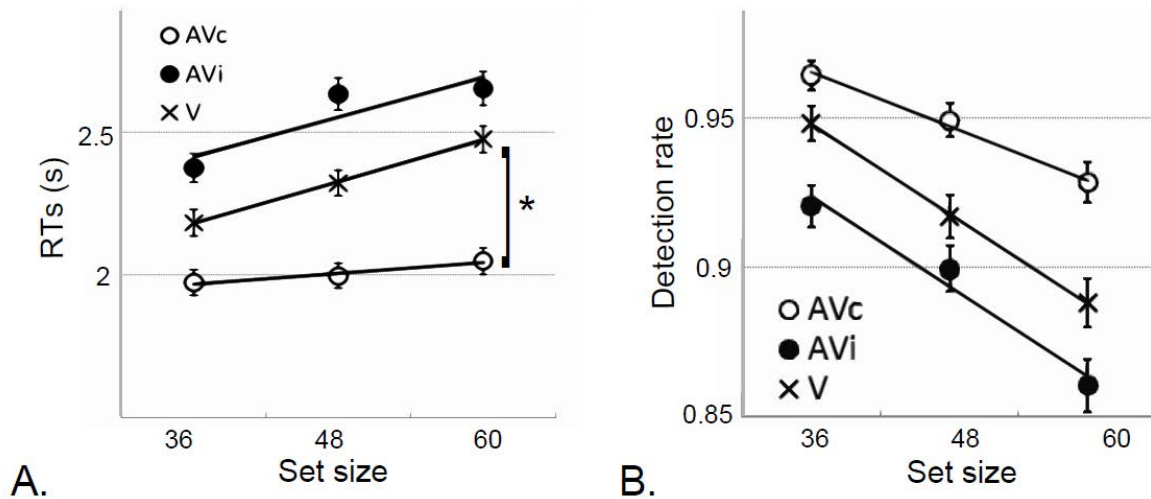 AVc
AVi
V
2.5
2
RTs (s)
*
36 48 60
Set size
A.
0.95
0.9
0.85
Detection rate
AVc
AVi
V
36 48 60
Set size
B.